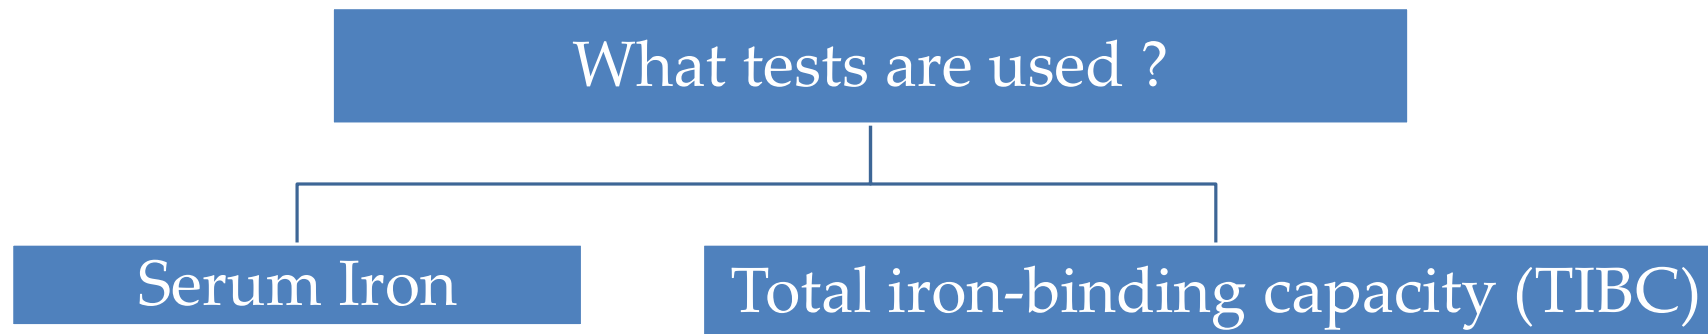 What tests are used ?
Serum Iron
Total iron-binding capacity (TIBC)